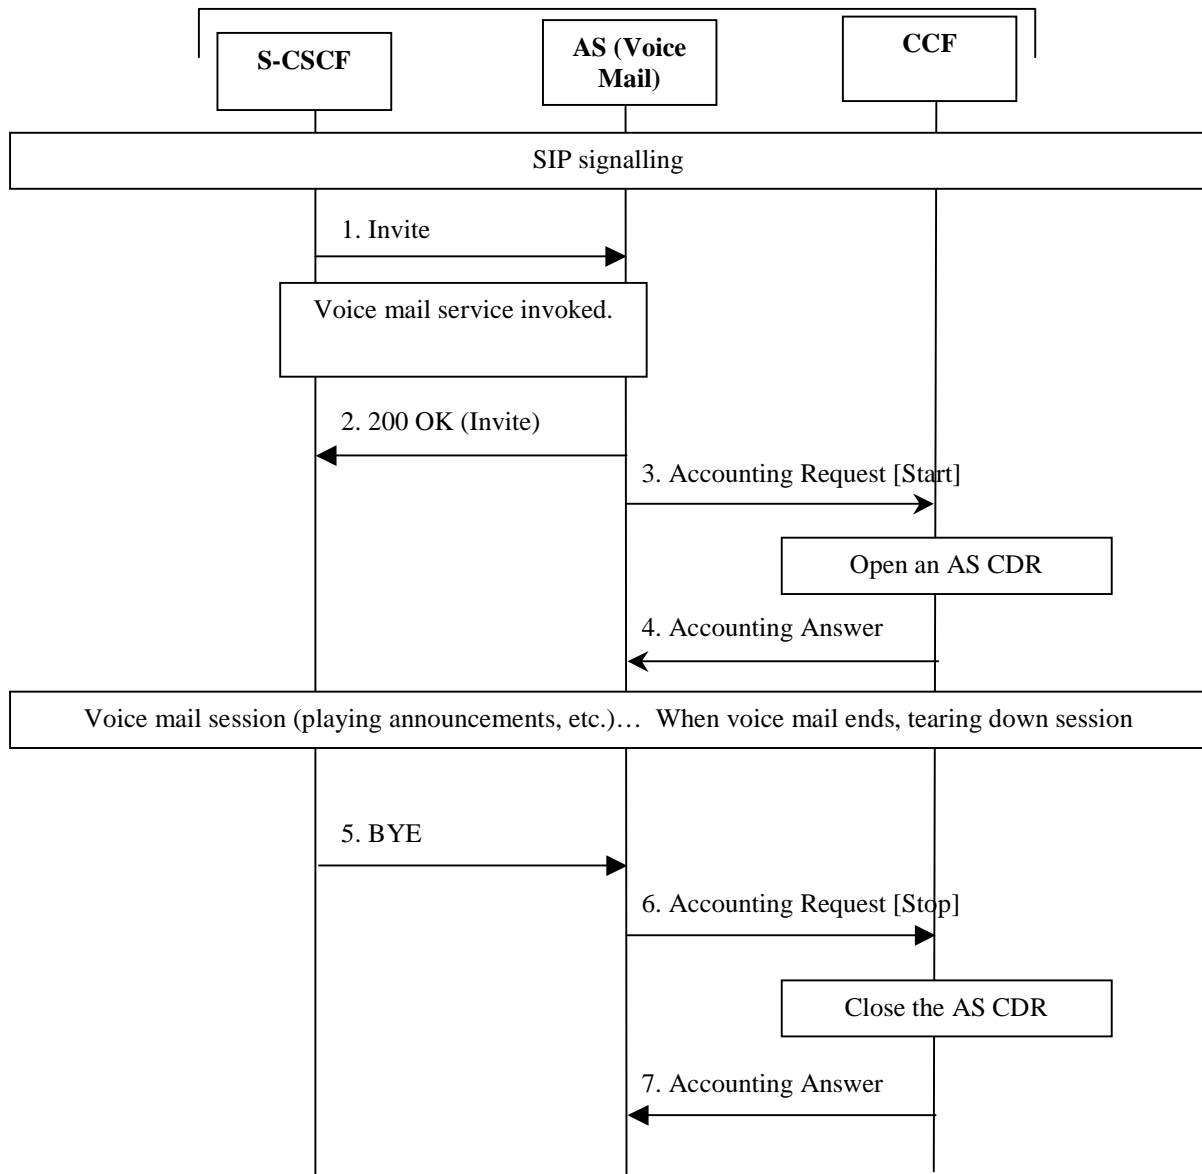 S-CSCF
AS (Voice
Mail)
CCF
SIP signalling
1. Invite
Voice mail service invoked.
2. 200 OK (Invite)
3. Accounting Request [Start]
Open an AS CDR
4. Accounting Answer
Voice mail session (playing announcements, etc.)… When voice mail ends, tearing down session
5. BYE
6. Accounting Request [Stop]
Close the AS CDR
7. Accounting Answer